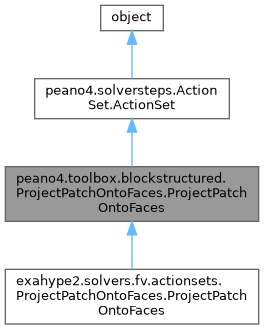 object
peano4.solversteps.Action
Set.ActionSet
peano4.toolbox.blockstructured.
ProjectPatchOntoFaces.ProjectPatch
OntoFaces
exahype2.solvers.fv.actionsets.
ProjectPatchOntoFaces.ProjectPatch
OntoFaces